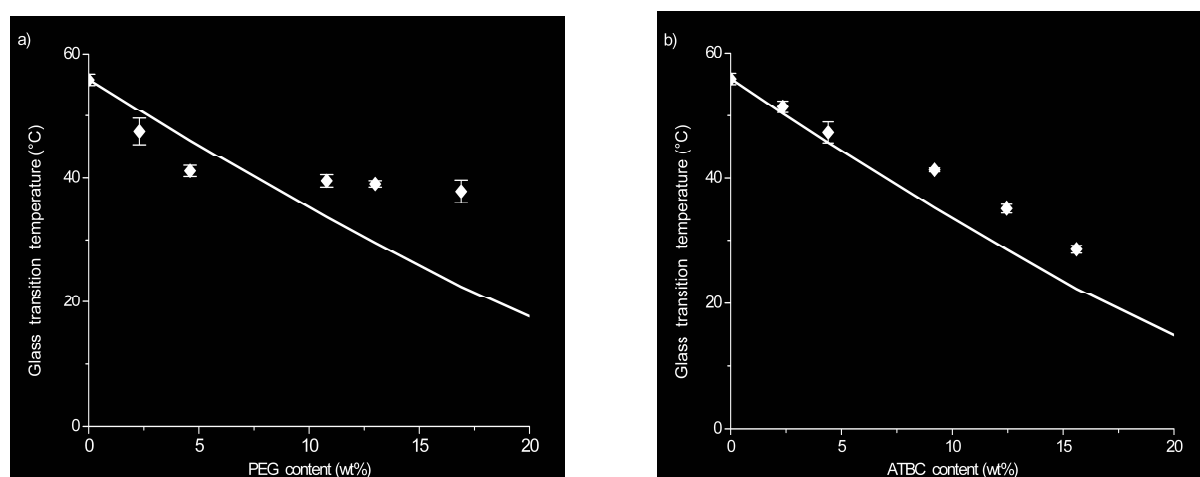 a)
60
40
20
0
Glass transition temperature (°C)
0 5 10 15 20
PEG content (wt%)
b)
60
40
20
0
Glass transition temperature (°C)
0 5 10 15 20
ATBC content (wt%)